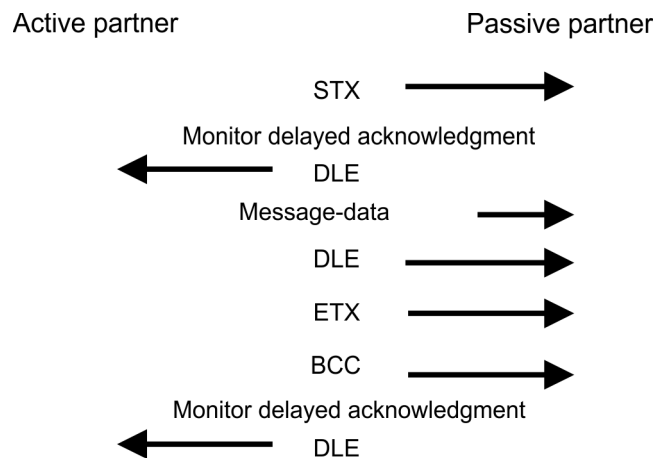 Active partner Passive partner
STX
Monitor delayed acknowledgment
DLE
Message-data
DLE
ETX
BCC
Monitor delayed acknowledgment
DLE